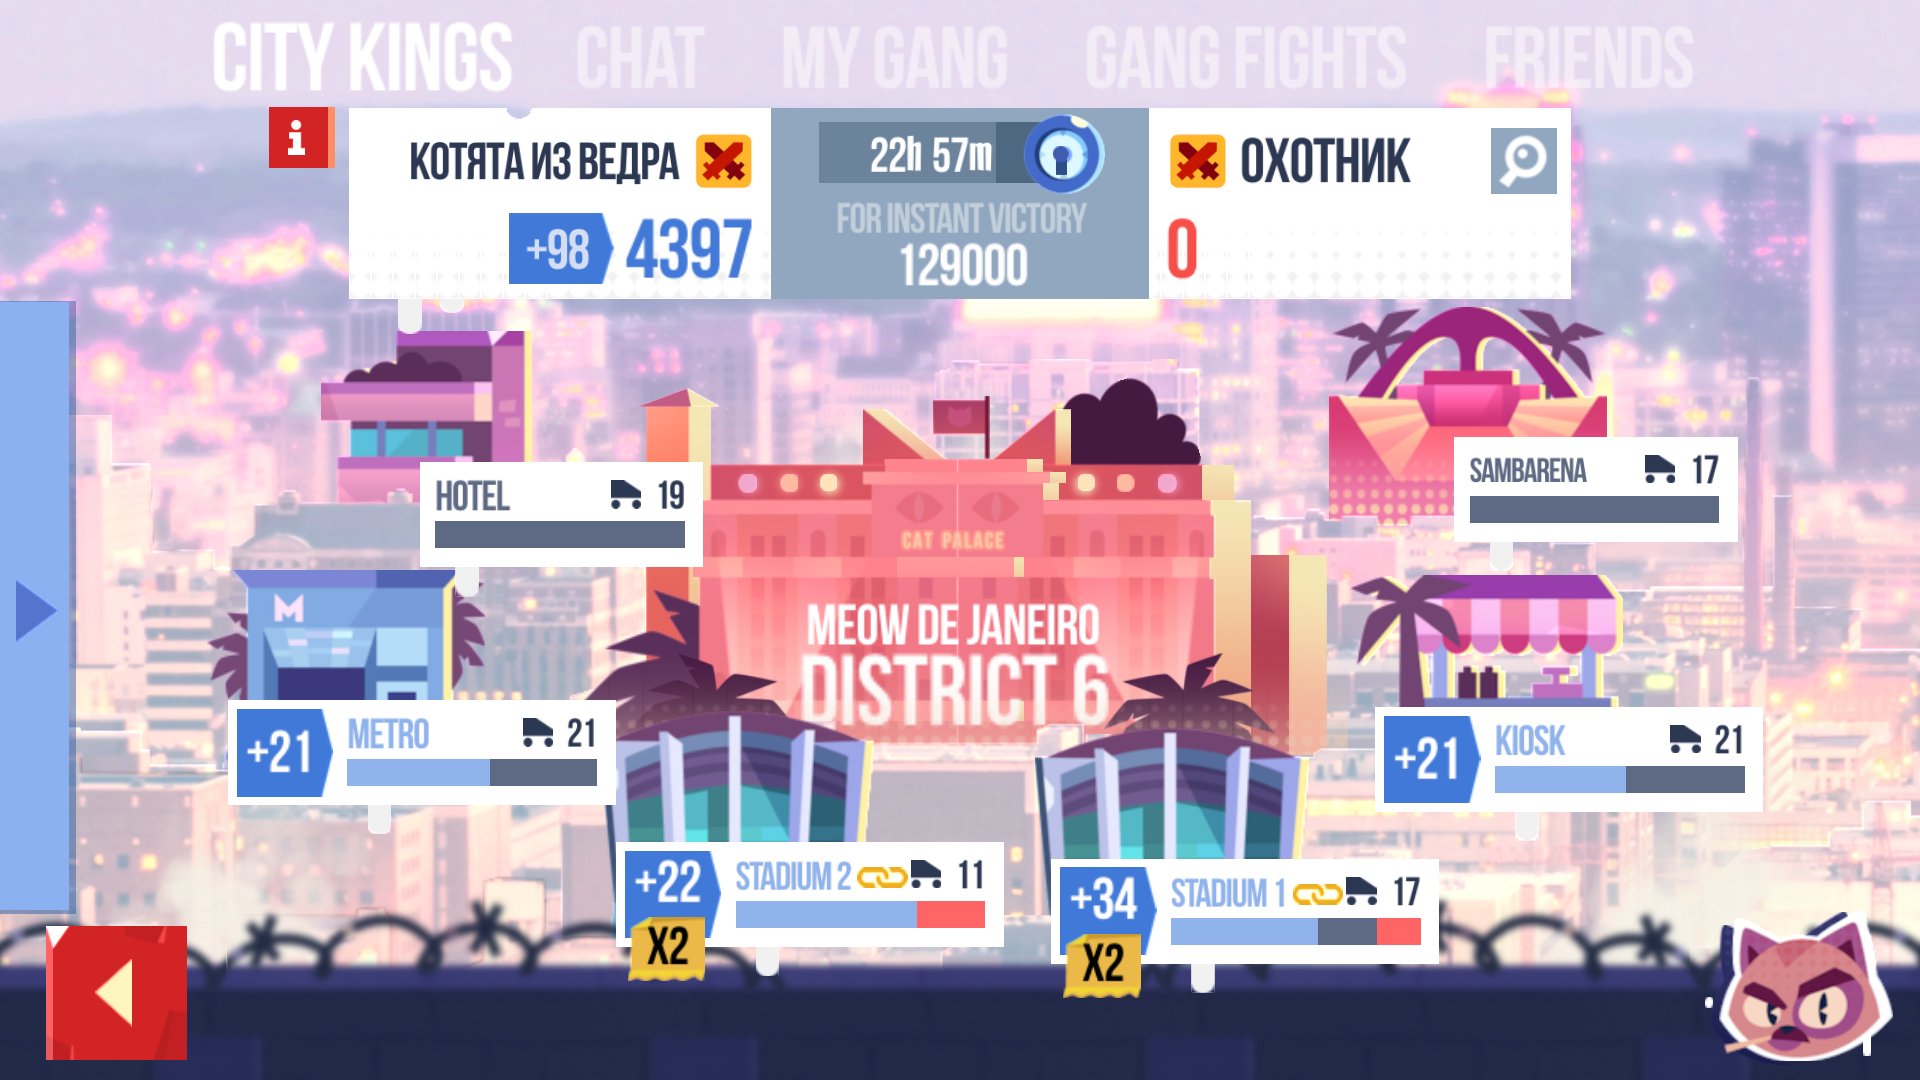 CITY KINGS
CHAT
MY GANG
GANG FIGHTS
FRIENDS
i
КОТЯТА ИЗ ВЕДРА
+98
4397
22h 57m
FOR INSTANT VICTORY
129000
ОХОТНИК
0
HOTEL
19
SAMBARENA
17
CAT PALACE
MEOW DE JANEIRO
DISTRICT 6
M
+21
METRO
21
+21
KIOSK
21
+22
STADIUM 2
11
X2
+34
STADIUM 1
17
X2